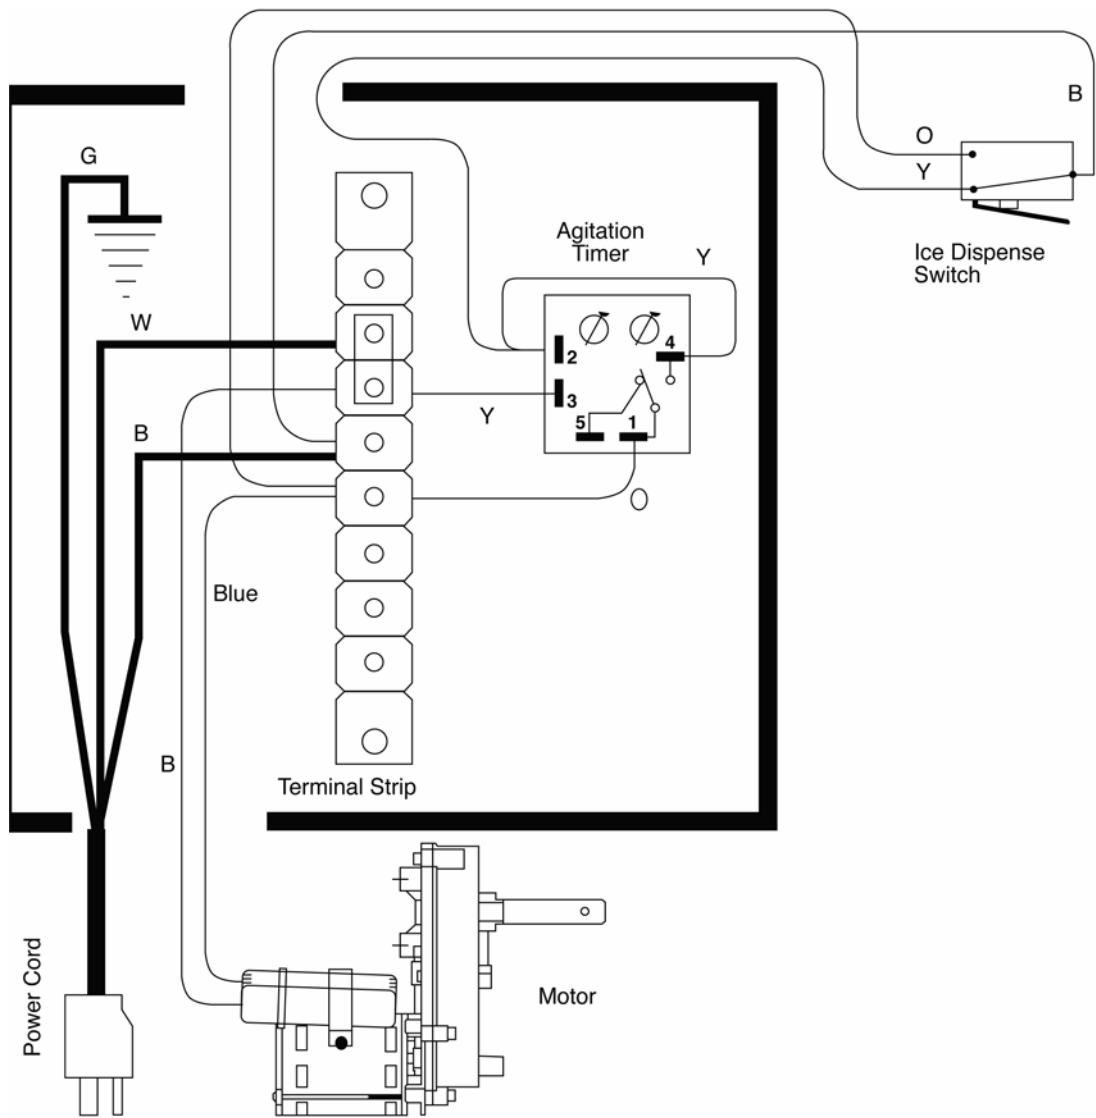 B
O
G
Y
Agitation
Timer
Y
Ice Dispense
Switch
W
4
2
3
Y
5
1
B
O
Blue
B
Terminal Strip
Power Cord
Motor